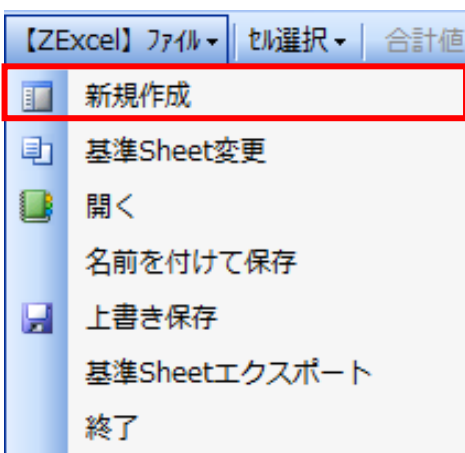 【ZExcel】ﾌｧｲﾙ ｾﾙ選択 合計値
新規作成
基準Sheet変更
開く
名前を付けて保存
上書き保存
基準Sheetエクスポート
終了